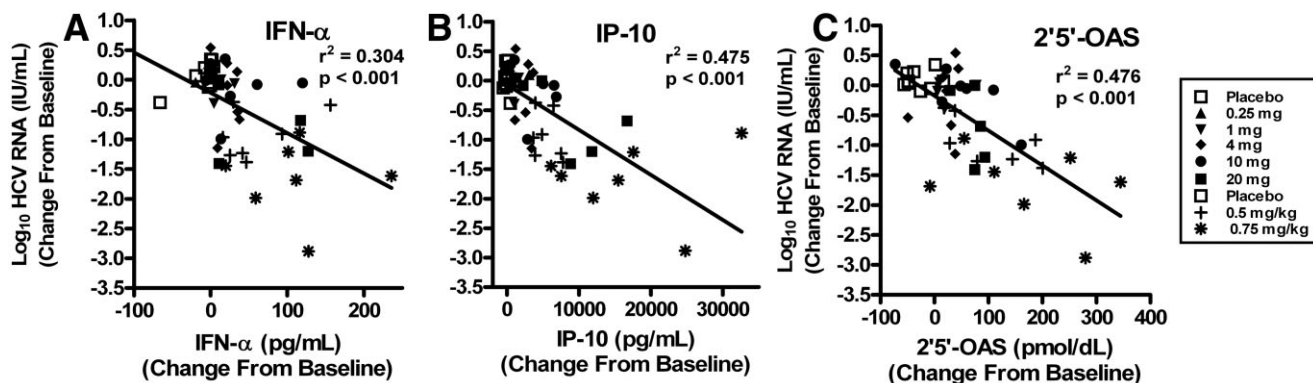 A
IFN-α
r² = 0.304
p < 0.001
Log₁₀ HCV RNA (IU/mL)
(Change From Baseline)
1.0
0.5
0.0
-0.5
-1.0
-1.5
-2.0
-2.5
-3.0
-3.5
-100 0 100 200
IFN-α (pg/mL)
(Change From Baseline)
B
IP-10
r² = 0.475
p < 0.001
1.0
0.5
0.0
-0.5
-1.0
-1.5
-2.0
-2.5
-3.0
-3.5
0 10000 20000 30000
IP-10 (pg/mL)
(Change From Baseline)
C
2'5'-OAS
r² = 0.476
p < 0.001
Log₁₀ HCV RNA (IU/mL)
(Change From Baseline)
1.0
0.5
0.0
-0.5
-1.0
-1.5
-2.0
-2.5
-3.0
-3.5
-100 0 100 200 300 400
2'5'-OAS (pmol/dL)
(Change From Baseline)
Placebo
0.25 mg
1 mg
4 mg
10 mg
20 mg
Placebo
0.5 mg/kg
0.75 mg/kg